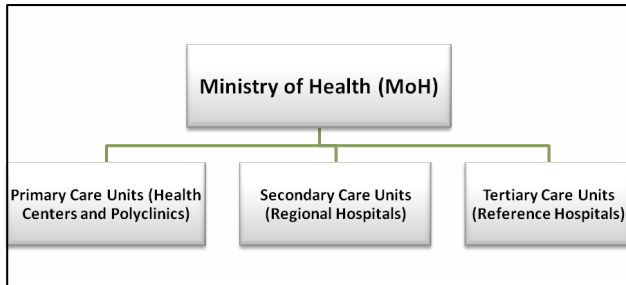 Ministry of Health (MoH)
Primary Care Units (Health
Centers and Polyclinics)
Secondary Care Units
(Regional Hospitals)
Tertiary Care Units
(Reference Hospitals)